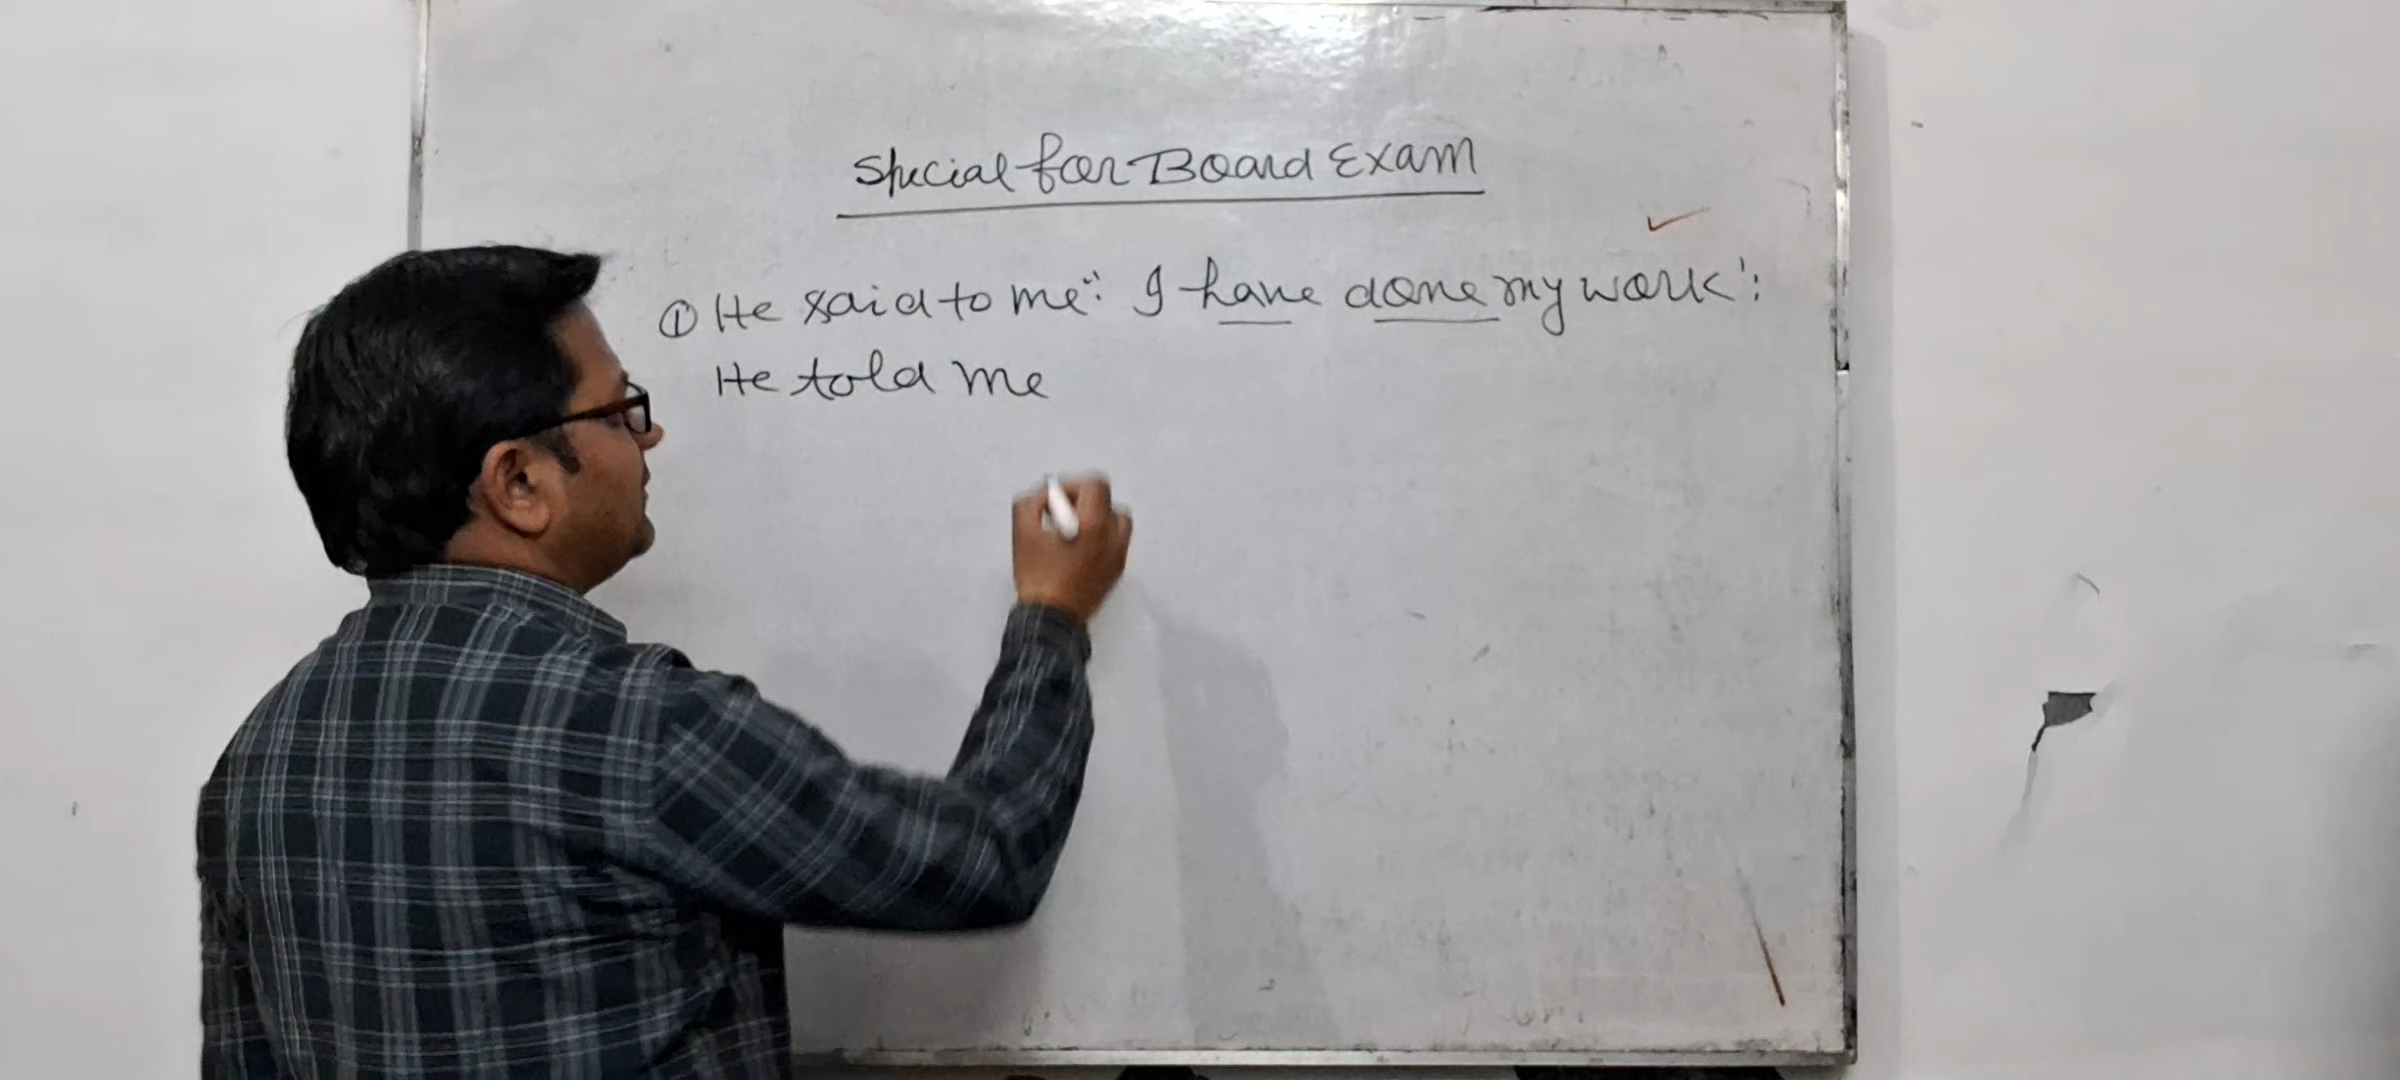 Special for Board Exam
① He said to me": I have done my work':
He told me